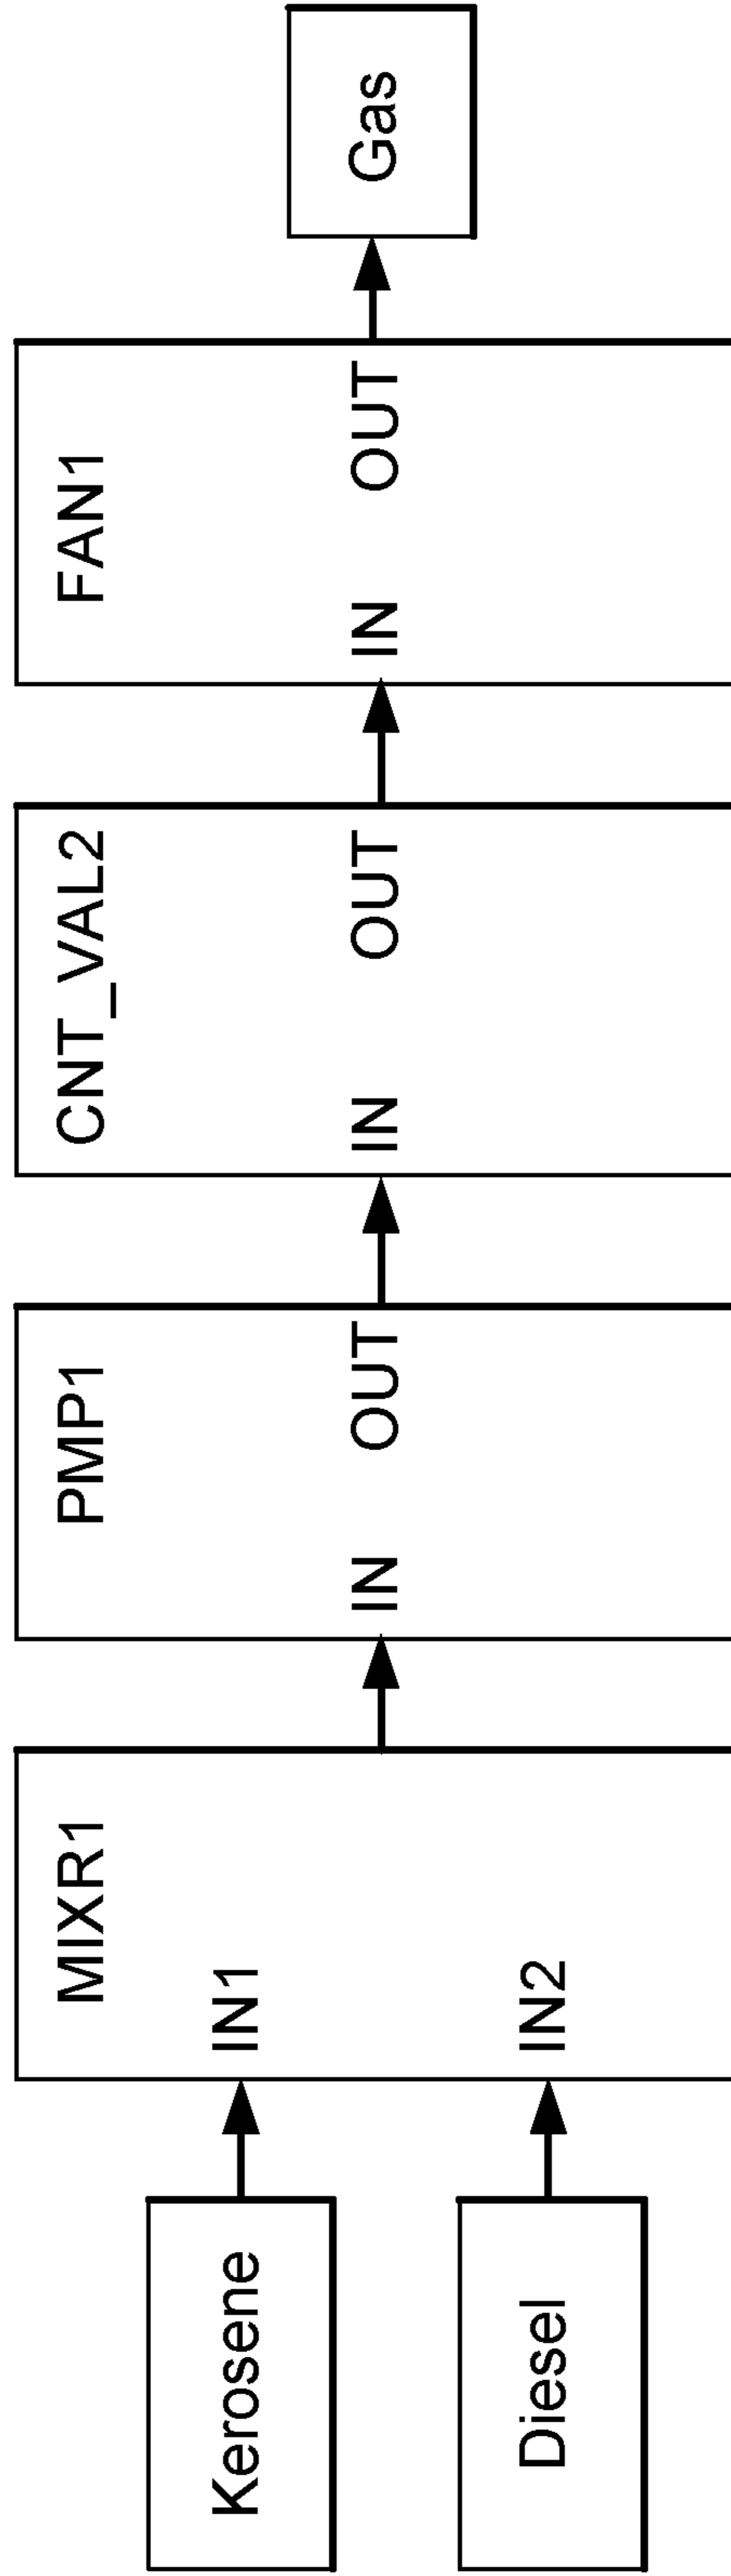 Kerosene
Diesel
MIXR1
IN1
IN2
PMP1
IN OUT
CNT_VAL2
IN OUT
FAN1
IN OUT
Gas